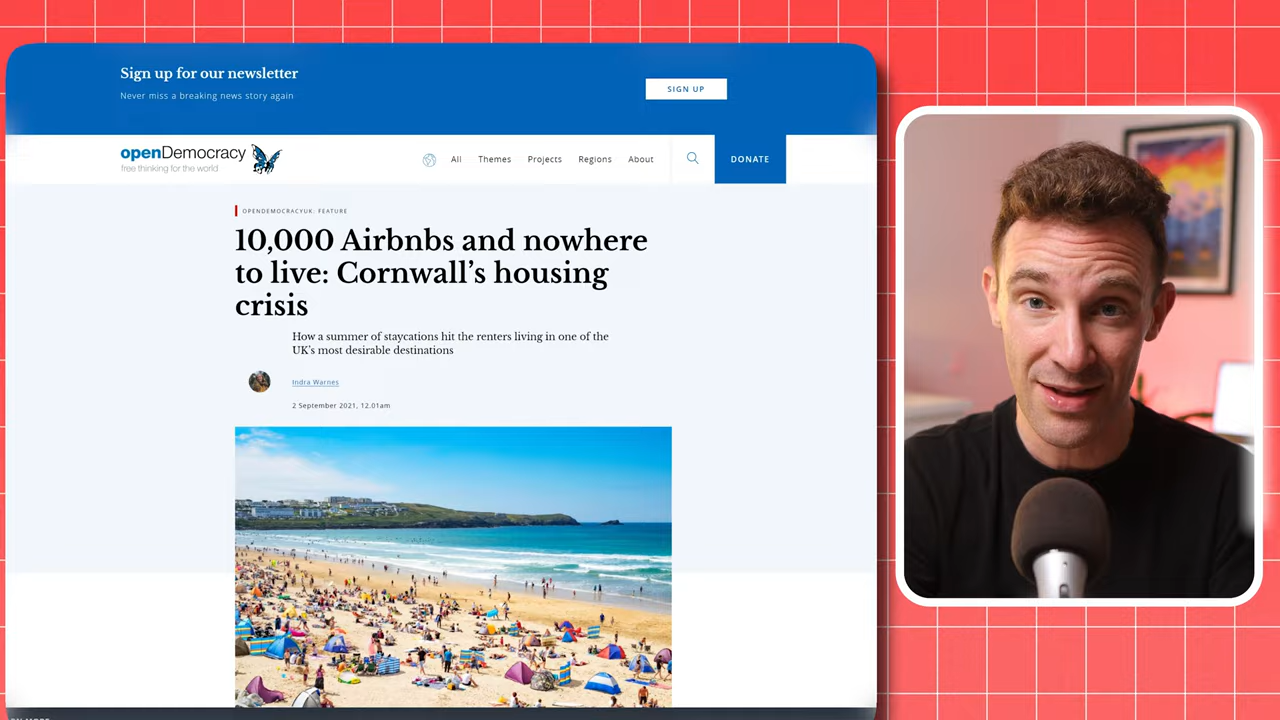 Sign up for our newsletter
Never miss a breaking news story again
SIGN UP
openDemocracy
free thinking for the world
All Themes Projects Regions About
DONATE
OPENDEMOCRACYUK: FEATURE
10,000 Airbnbs and nowhere
to live: Cornwall’s housing
crisis
How a summer of staycations hit the renters living in one of the
UK’s most desirable destinations
Indra Warnes
2 September 2021, 12.01am